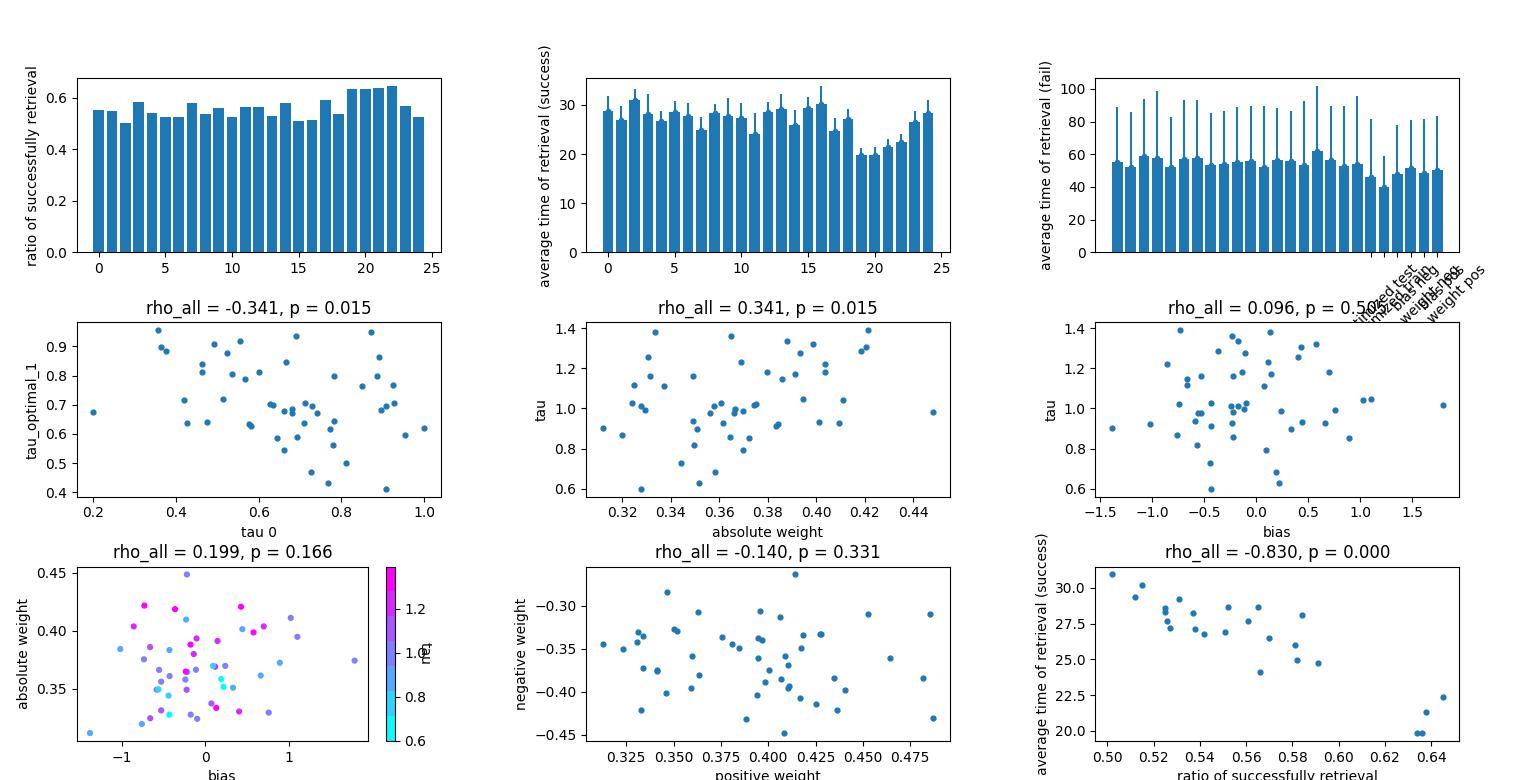 ratio of successfully retrieval
0.6
0.4
0.2
0.0
0 5 10 15 20 25
average time of retrieval (success)
30
20
10
0
0 5 10 15 20 25
average time of retrieval (fail)
100
80
60
40
20
0
bias neg
weight neg
bias pos
weight pos
rho_all = -0.341, p = 0.015
tau_optimal_1
0.9
0.8
0.7
0.6
0.5
0.4
0.2 0.4 0.6 0.8 1.0
tau 0
rho_all = 0.341, p = 0.015
tau
1.4
1.2
1.0
0.8
0.6
0.32 0.34 0.36 0.38 0.40 0.42 0.44
absolute weight
rho_all = 0.096, p =
tau
1.4
1.2
1.0
0.8
0.6
−1.5 −1.0 −0.5 0.0 0.5 1.0 1.5
bias
rho_all = 0.199, p = 0.166
absolute weight
0.45
0.40
0.35
−1 0 1
bias
1.2
1.0
0.8
0.6
tau
rho_all = -0.140, p = 0.331
negative weight
−0.30
−0.35
−0.40
−0.45
0.325 0.350 0.375 0.400 0.425 0.450 0.475
positive weight
rho_all = -0.830, p = 0.000
average time of retrieval (success)
30.0
27.5
25.0
22.5
20.0
0.50 0.52 0.54 0.56 0.58 0.60 0.62 0.64
ratio of successfully retrieval